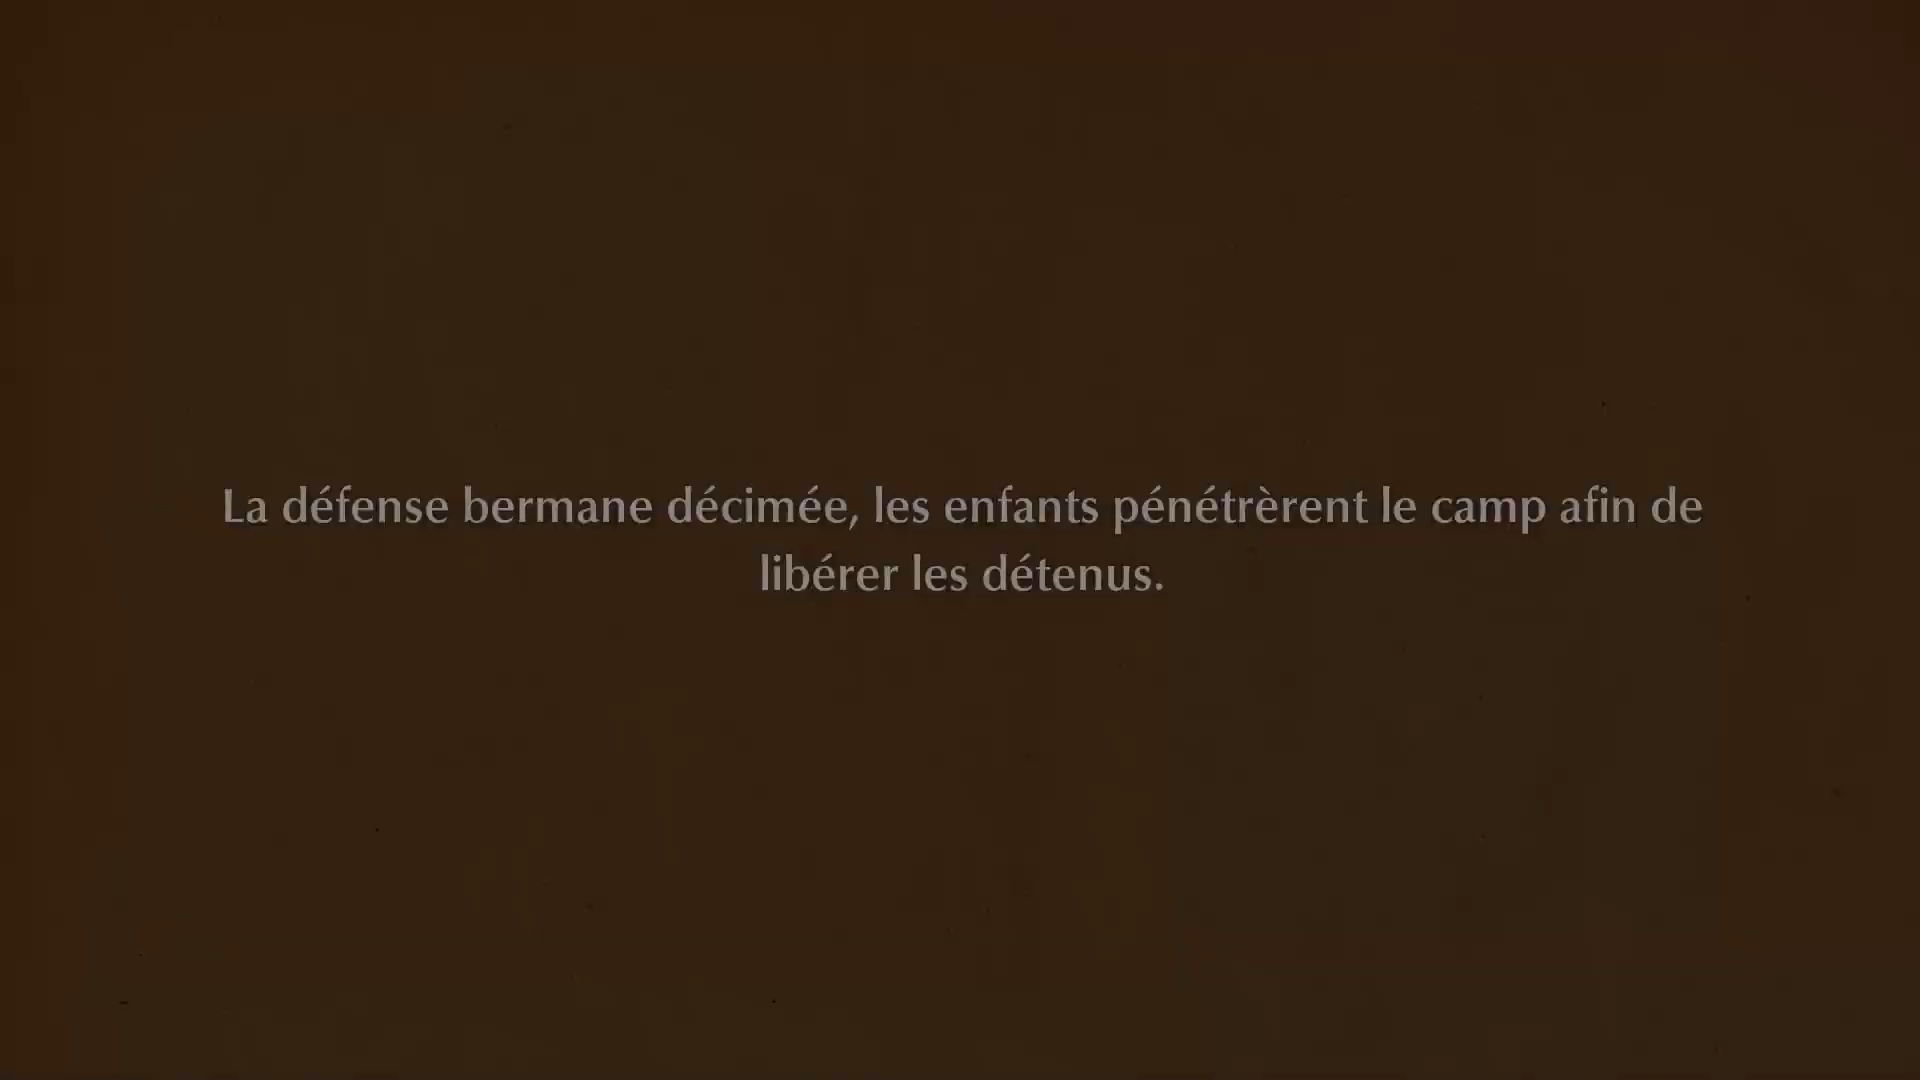 La défense bermane décimée, les enfants pénétrèrent le camp afin de
libérer les détenus.